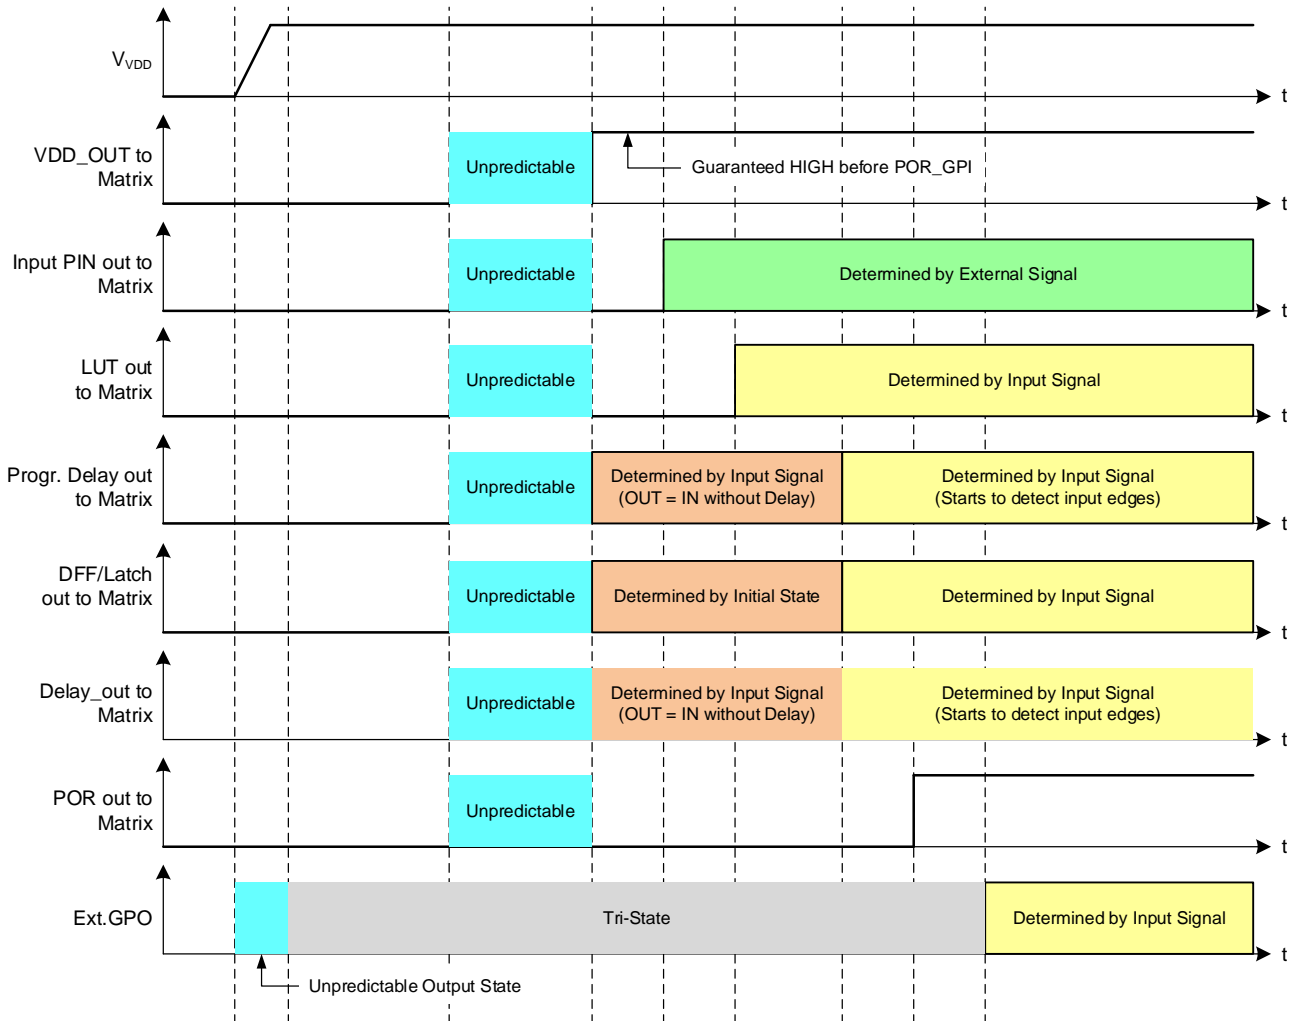 V_VDD
t
VDD_OUT to
Matrix
Unpredictable
Guaranteed HIGH before POR_GPI
t
Input PIN out to
Matrix
Unpredictable
Determined by External Signal
t
LUT out
to Matrix
Unpredictable
Determined by Input Signal
t
Progr. Delay out
to Matrix
Unpredictable
Determined by Input Signal
(OUT = IN without Delay)
Determined by Input Signal
(Starts to detect input edges)
t
DFF/Latch
out to Matrix
Unpredictable
Determined by Initial State
Determined by Input Signal
t
Delay_out to
Matrix
Unpredictable
Determined by Input Signal
(OUT = IN without Delay)
Determined by Input Signal
(Starts to detect input edges)
t
POR out to
Matrix
Unpredictable
t
Ext.GPO
Tri-State
Determined by Input Signal
t
Unpredictable Output State